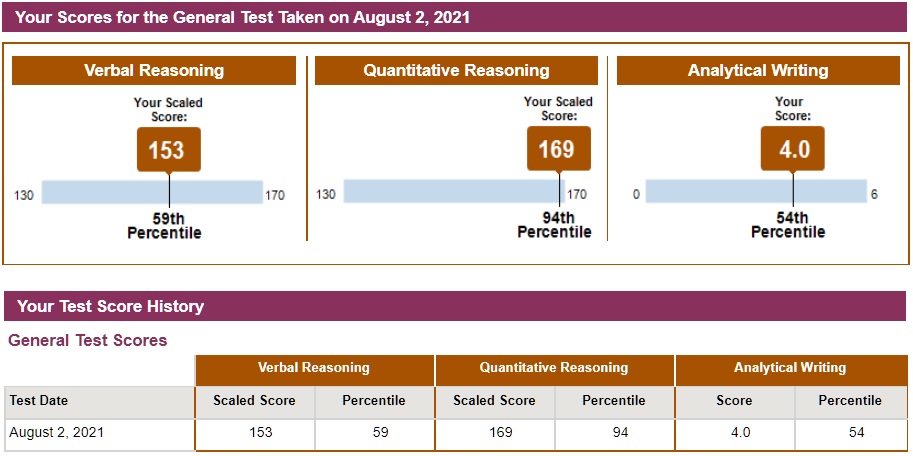 Your Scores for the General Test Taken on August 2, 2021
Verbal Reasoning
Your Scaled
Score:
153
130
170
59th
Percentile
Quantitative Reasoning
Your Scaled
Score:
169
130
170
94th
Percentile
Analytical Writing
Your
Score:
4.0
0
6
54th
Percentile
Your Test Score History
General Test Scores
Verbal Reasoning Quantitative Reasoning Analytical Writing
Test Date Scaled Score Percentile Scaled Score Percentile Score Percentile
August 2, 2021 153 59 169 94 4.0 54